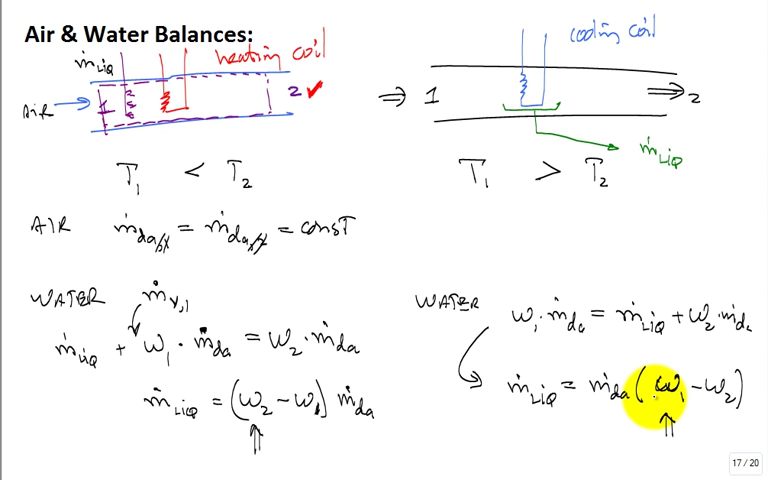 Air & Water Balances:
ṁLIQ heating coil
AiR → 1 2 ✓
T₁ < T₂
cooling coil
⇒ 1 ⇒ 2
ṁLIQ
T₁ > T₂
AIR ṁda,1 = ṁda,2 = CONST
WATER ṁv,1
ṁLIQ + ω₁ · ṁda = ω₂ · ṁda
ṁLIQ = (ω₂ − ω₁) ṁda
WATER ω₁ · ṁda = ṁLIQ + ω₂ · ṁda
ṁLIQ = ṁda (ω₁ − ω₂)
17 / 20